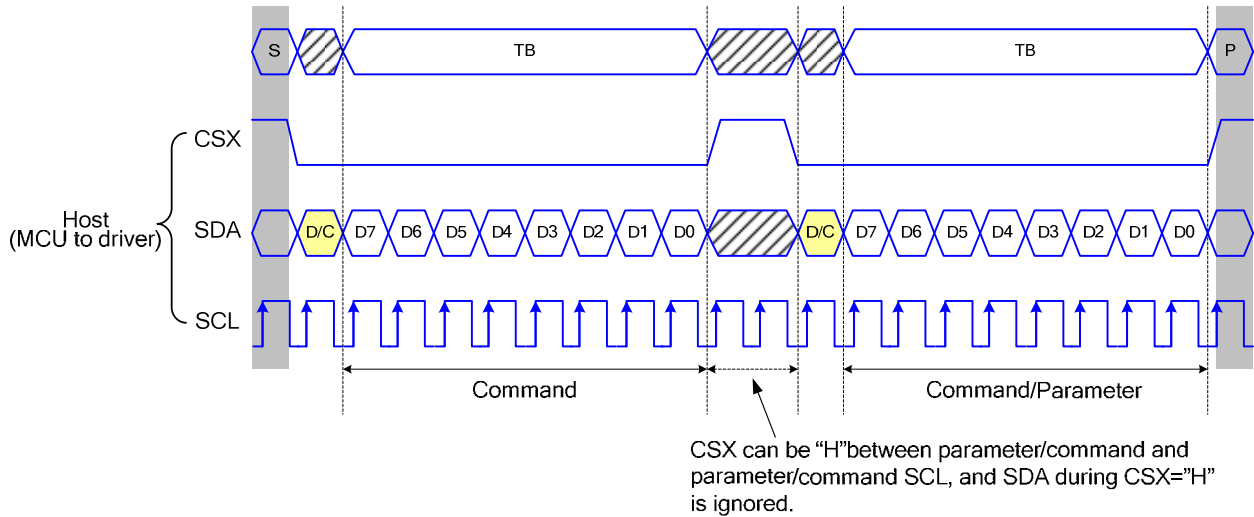 S TB TB P
CSX
Host
(MCU to driver)
SDA D/C D7 D6 D5 D4 D3 D2 D1 D0 D/C D7 D6 D5 D4 D3 D2 D1 D0
SCL
Command Command/Parameter
CSX can be “H”between parameter/command and
parameter/command SCL, and SDA during CSX=”H”
is ignored.